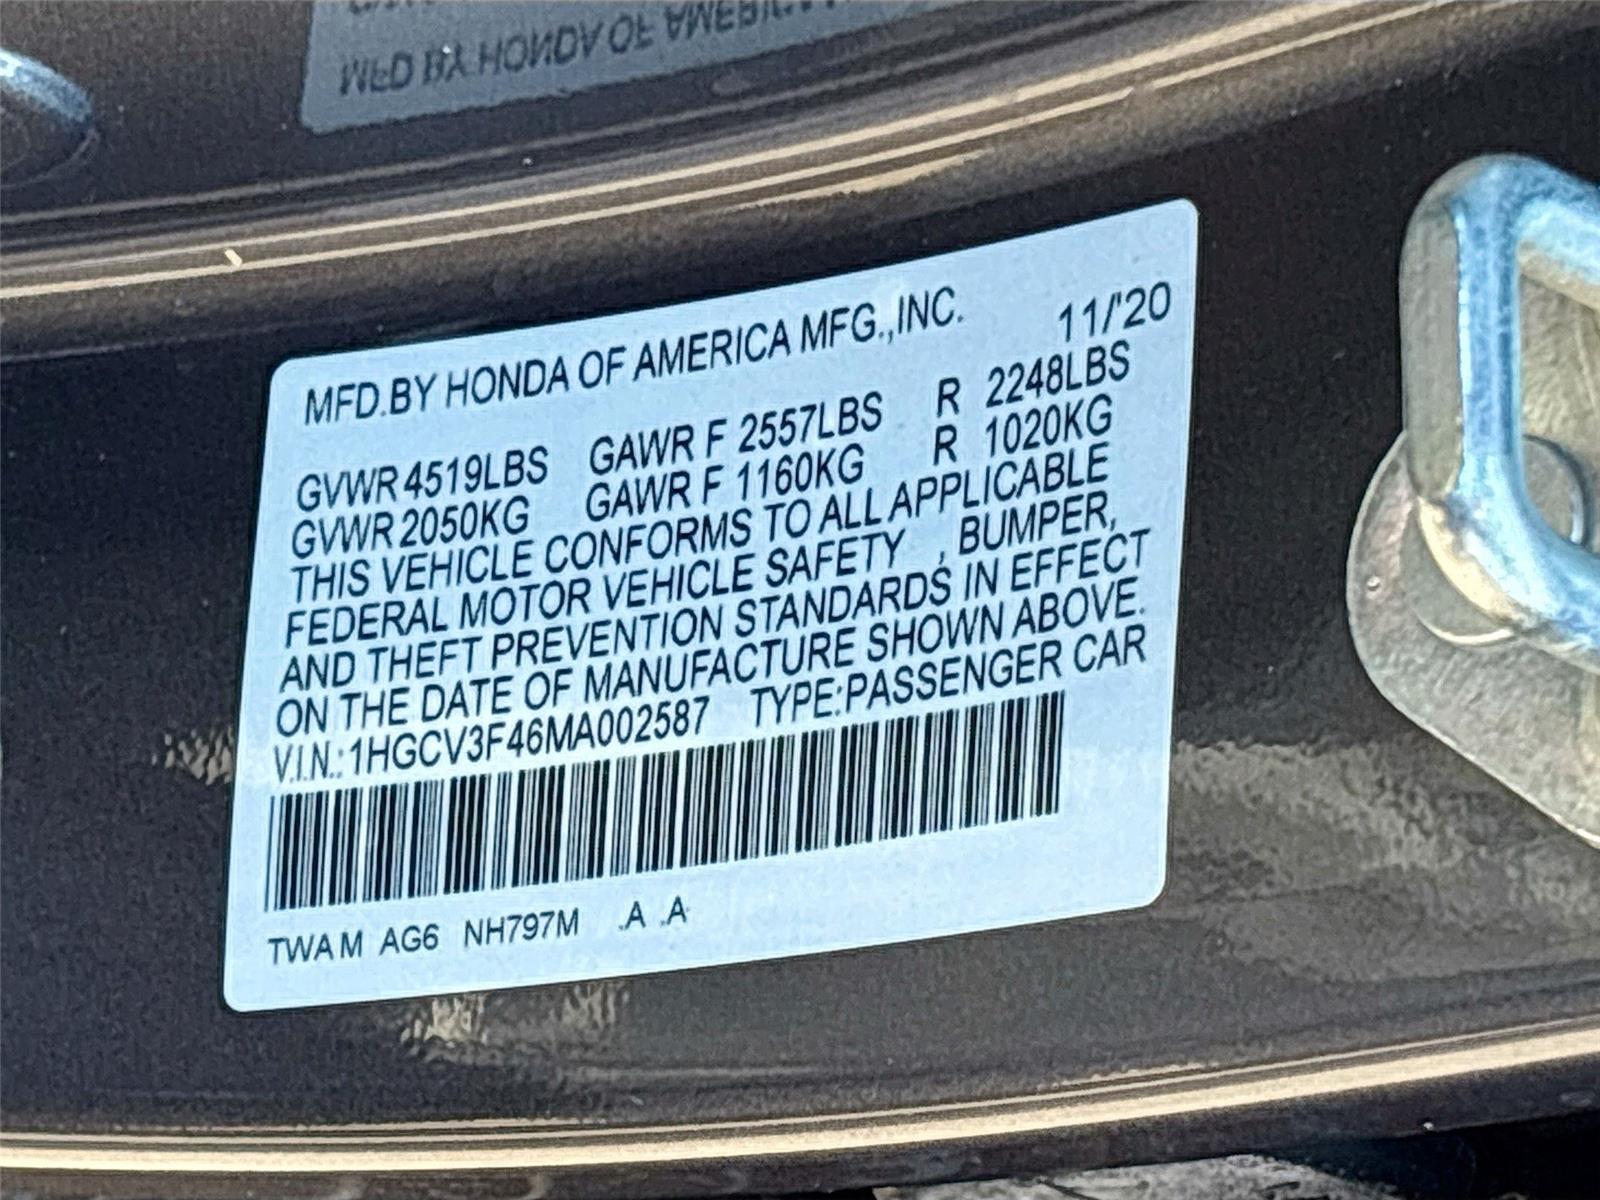 MFD.BY HONDA OF AMERICA
MFD.BY HONDA OF AMERICA MFG.,INC. 11/'20
GVWR 4519LBS GAWR F 2557LBS R 2248LBS
GVWR 2050KG GAWR F 1160KG R 1020KG
THIS VEHICLE CONFORMS TO ALL APPLICABLE
FEDERAL MOTOR VEHICLE SAFETY , BUMPER,
AND THEFT PREVENTION STANDARDS IN EFFECT
ON THE DATE OF MANUFACTURE SHOWN ABOVE.
V.I.N.: 1HGCV3F46MA002587 TYPE:PASSENGER CAR
TWAM AG6 NH797M .A .A